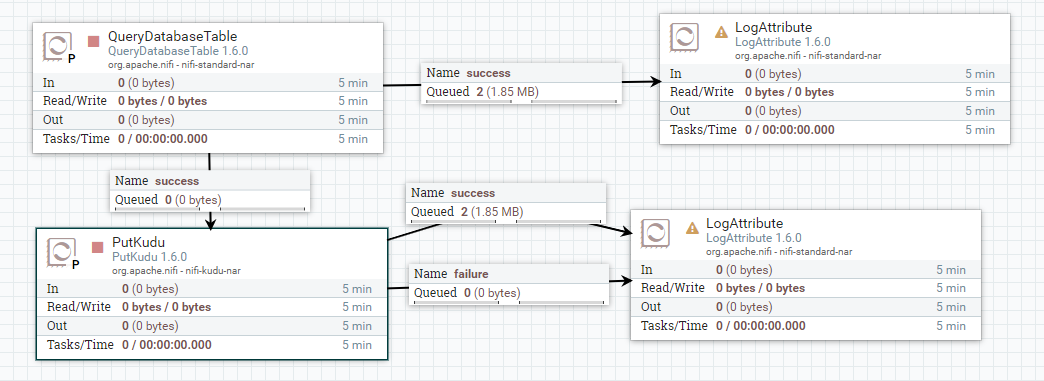 QueryDatabaseTable
QueryDatabaseTable 1.6.0
org.apache.nifi - nifi-standard-nar
P
In 0 (0 bytes) 5 min
Read/Write 0 bytes / 0 bytes 5 min
Out 0 (0 bytes) 5 min
Tasks/Time 0 / 00:00:00.000 5 min
Name success
Queued 2 (1.85 MB)
LogAttribute
LogAttribute 1.6.0
org.apache.nifi - nifi-standard-nar
In 0 (0 bytes) 5 min
Read/Write 0 bytes / 0 bytes 5 min
Out 0 (0 bytes) 5 min
Tasks/Time 0 / 00:00:00.000 5 min
Name success
Queued 0 (0 bytes)
PutKudu
PutKudu 1.6.0
org.apache.nifi - nifi-kudu-nar
P
In 0 (0 bytes) 5 min
Read/Write 0 bytes / 0 bytes 5 min
Out 0 (0 bytes) 5 min
Tasks/Time 0 / 00:00:00.000 5 min
Name success
Queued 2 (1.85 MB)
Name failure
Queued 0 (0 bytes)
LogAttribute
LogAttribute 1.6.0
org.apache.nifi - nifi-standard-nar
In 0 (0 bytes) 5 min
Read/Write 0 bytes / 0 bytes 5 min
Out 0 (0 bytes) 5 min
Tasks/Time 0 / 00:00:00.000 5 min